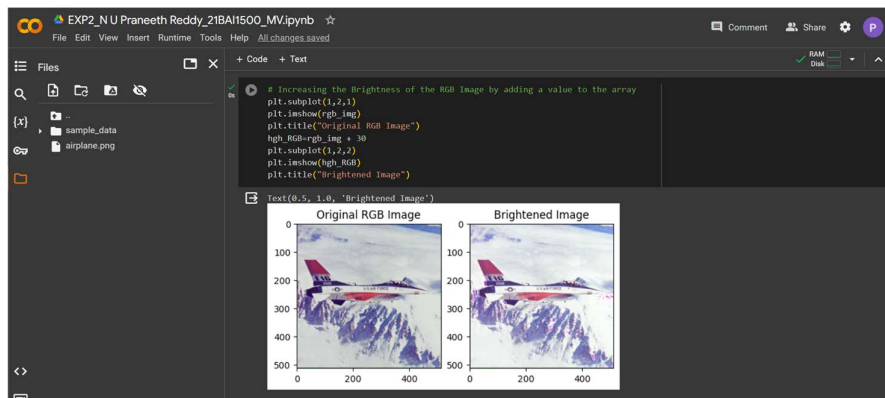 EXP2_N U Praneeth Reddy_21BAI1500_MV.ipynb
File Edit View Insert Runtime Tools Help All changes saved
Comment Share P
Files
+ Code + Text
RAM
Disk
{x}
..
sample_data
airplane.png
0s
# Increasing the Brightness of the RGB Image by adding a value to the array
plt.subplot(1,2,1)
plt.imshow(rgb_img)
plt.title("Original RGB Image")
hgh_RGB=rgb_img + 30
plt.subplot(1,2,2)
plt.imshow(hgh_RGB)
plt.title("Brightened Image")
Text(0.5, 1.0, 'Brightened Image')
Original RGB Image
0
100
200
300
400
500
0 200 400
F16
U.S. AIR FORCE
Brightened Image
0
100
200
300
400
500
0 200 400
F16
<>